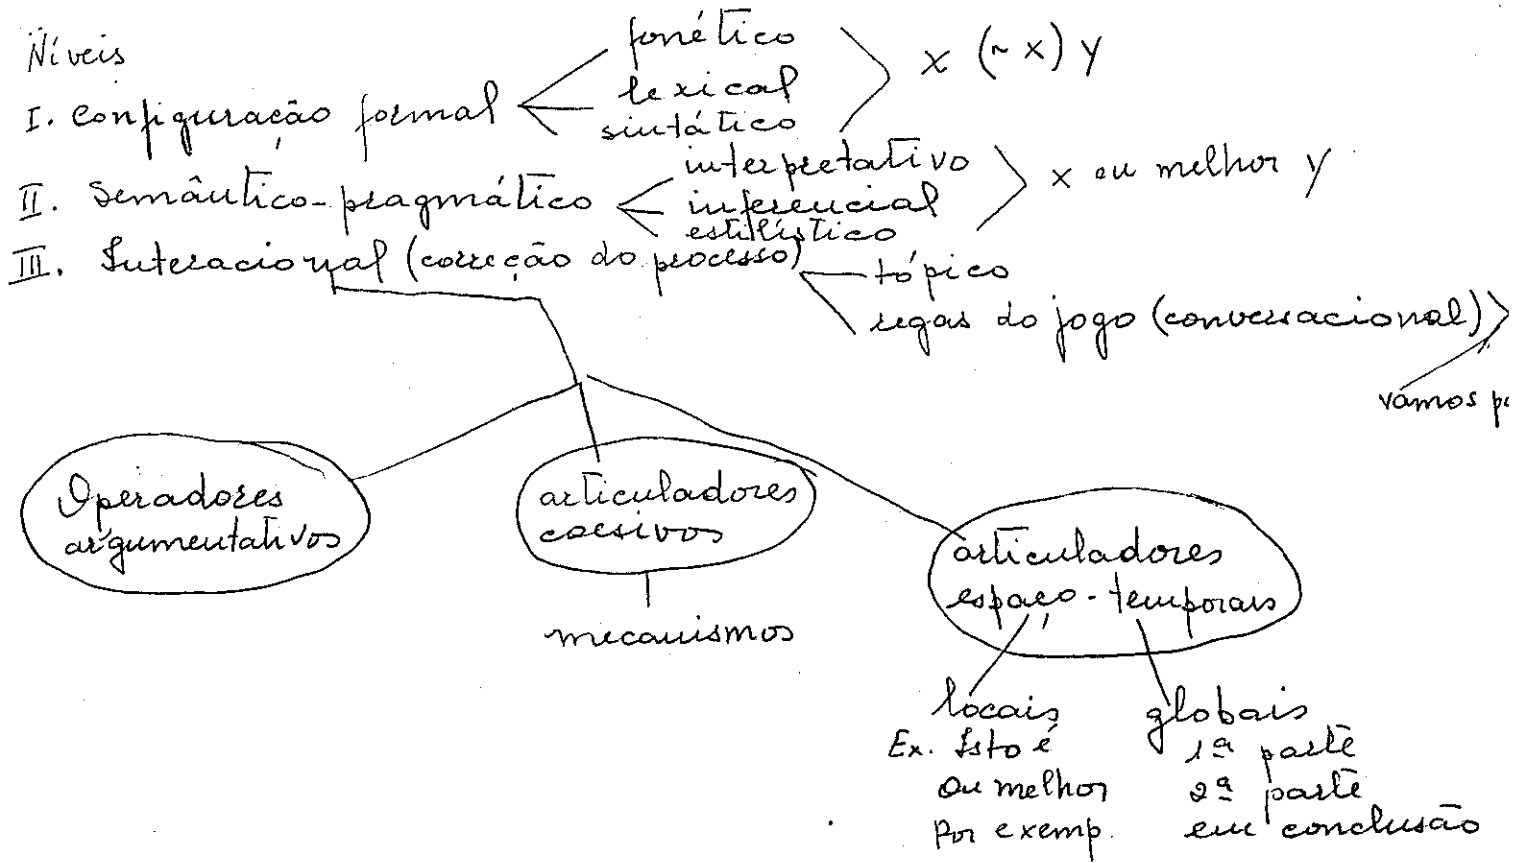 Níveis
fonético
I. Configuração formal
lexical
x (~x) y
sintático
II. Semântico-pragmático
interpretativo
inferencial
x ou melhor y
estilístico
III. Interacional (correção do processo)
tópico
regas do jogo (conversacional)
vamos p
Operadores
argumentativos
articuladores
coesivos
mecanismos
articuladores
espaço-temporais
locais
Ex. Isto é
Ou melhor
Por exemp.
globais
1ª parte
2ª parte
em conclusão